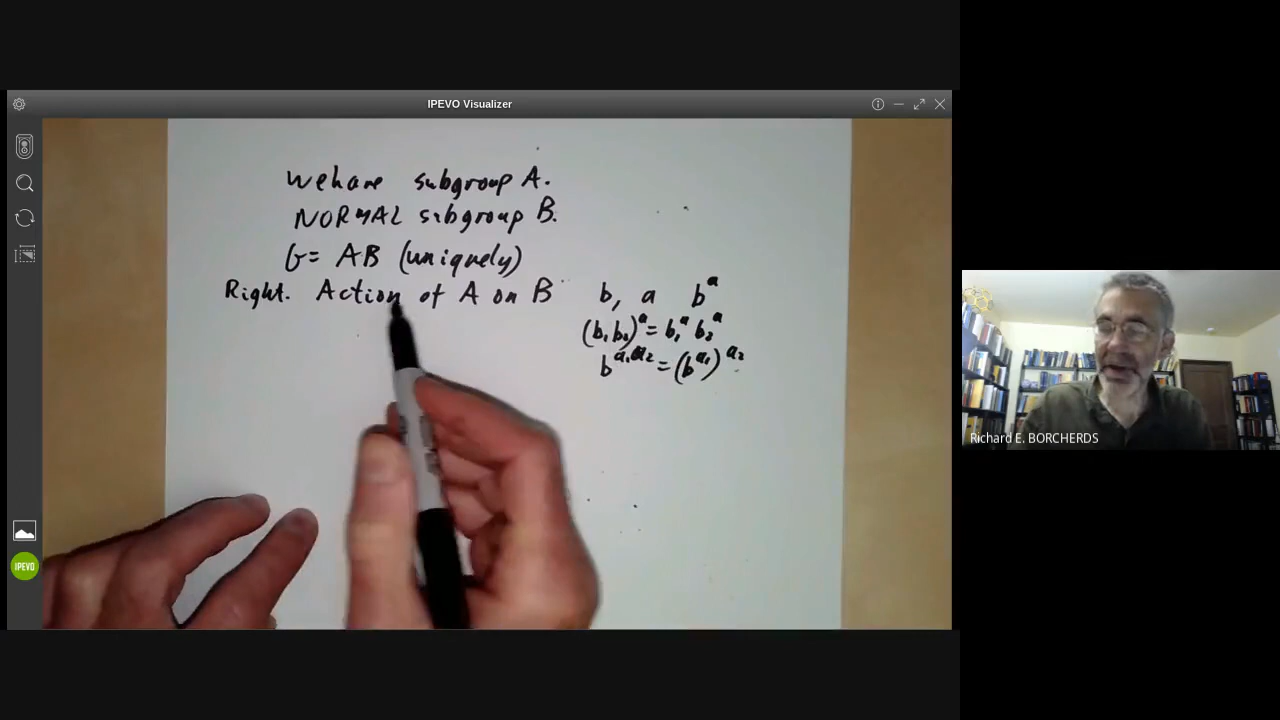 IPEVO Visualizer
We have subgroup A.
NORMAL subgroup B.
G = AB (uniquely)
Right. Action of A on B b, a b^a
(b₁b₂)^a = b₁^a b₂^a
b^{a₁a₂} = (b^{a₁})^{a₂}
Richard E. BORCHERDS
IPEVO